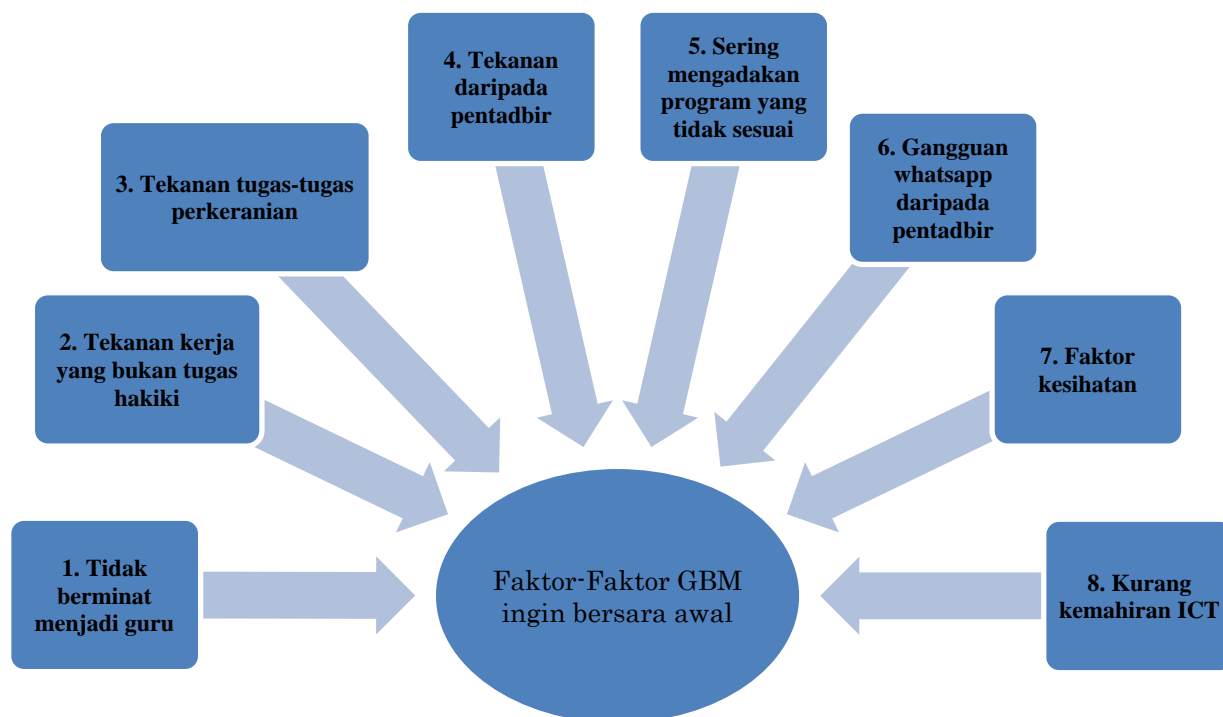 1. Tidak
berminat
menjadi guru
2. Tekanan kerja
yang bukan tugas
hakiki
3. Tekanan tugas-tugas
perkeranian
4. Tekanan
daripada
pentadbir
5. Sering
mengadakan
program yang
tidak sesuai
6. Gangguan
whatsapp
daripada
pentadbir
7. Faktor
kesihatan
8. Kurang
kemahiran ICT
Faktor-Faktor GBM
ingin bersara awal